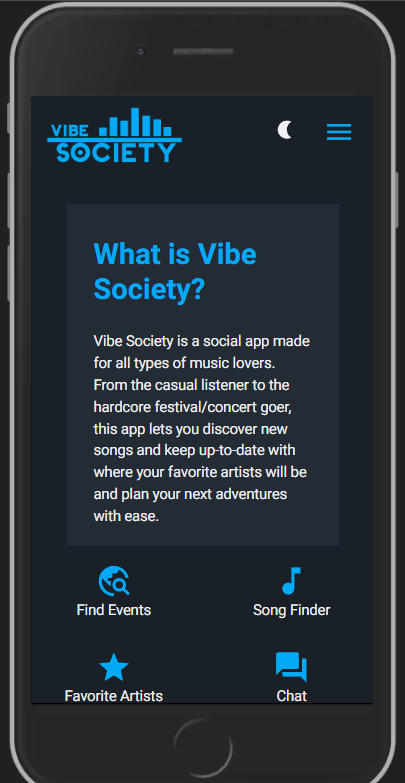 VIBE
SOCIETY
What is Vibe
Society?
Vibe Society is a social app made
for all types of music lovers.
From the casual listener to the
hardcore festival/concert goer,
this app lets you discover new
songs and keep up-to-date with
where your favorite artists will be
and plan your next adventures
with ease.
Find Events
Song Finder
Favorite Artists
Chat